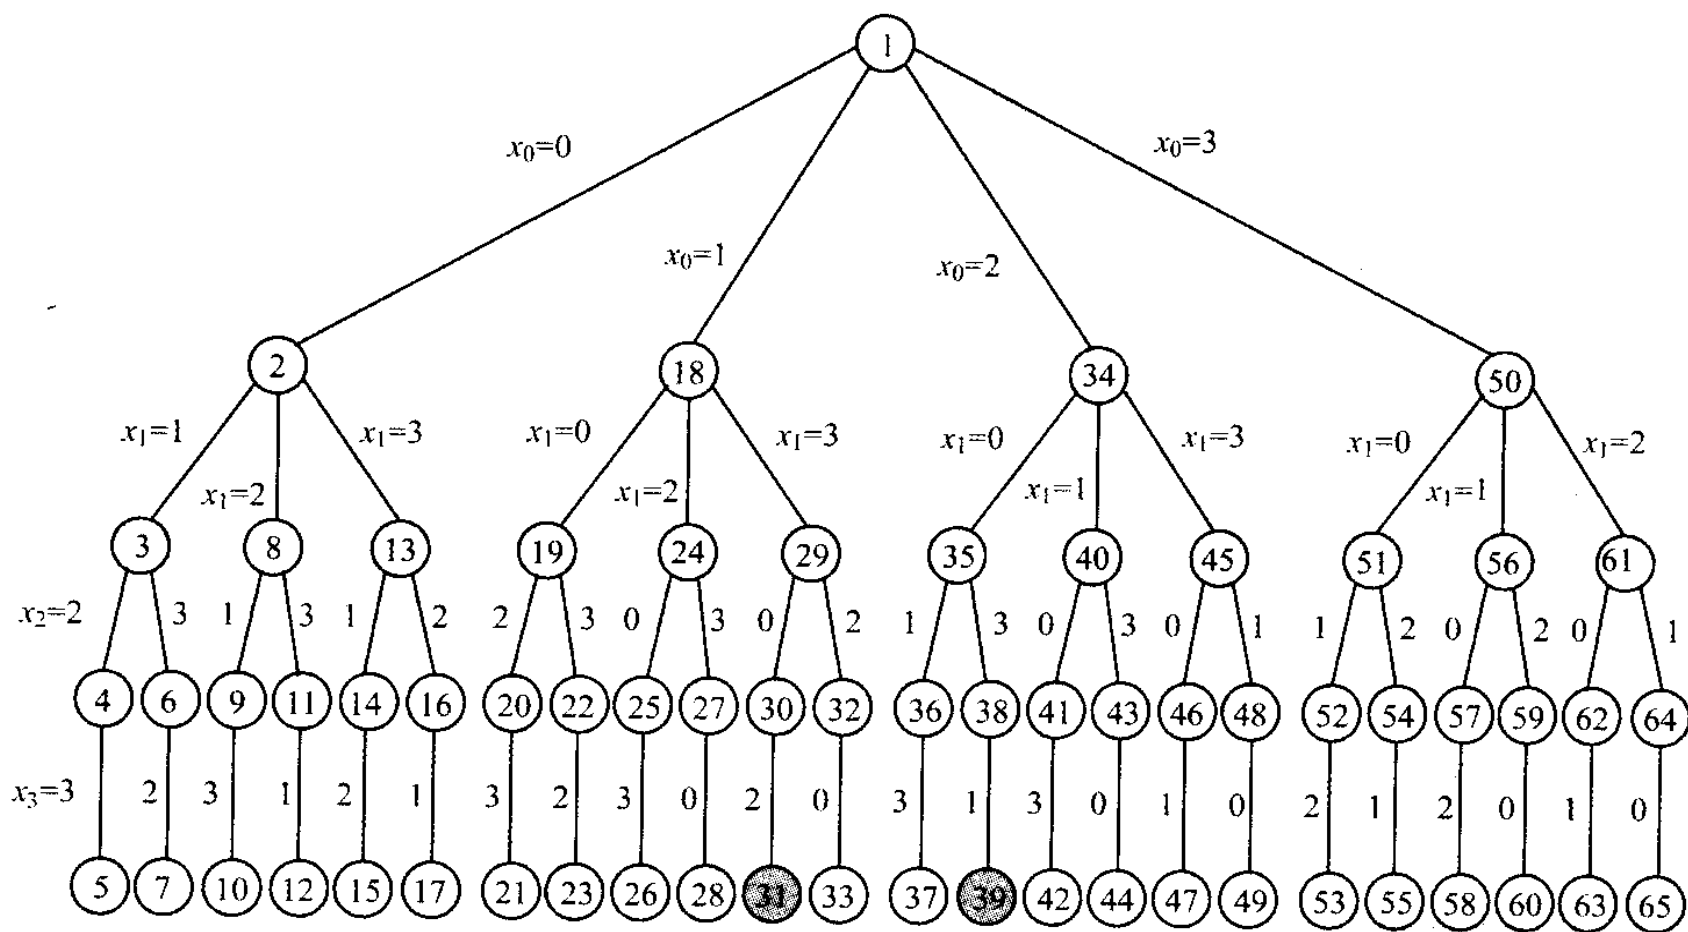 1
x₀=0
x₀=3
x₀=1
x₀=2
2 18 34 50
x₁=1 x₁=3 x₁=0 x₁=3 x₁=0 x₁=3 x₁=0 x₁=2
x₁=2 x₁=2 x₁=1 x₁=1
3 8 13 19 24 29 35 40 45 51 56 61
x₂=2 3 1 3 1 2 2 3 0 3 0 2 1 3 0 3 0 1 1 2 0 2 0 1
4 6 9 11 14 16 20 22 25 27 30 32 36 38 41 43 46 48 52 54 57 59 62 64
x₃=3 2 3 1 2 1 3 2 3 0 2 0 3 1 3 0 1 0 2 1 2 0 1 0
5 7 10 12 15 17 21 23 26 28 31 33 37 39 42 44 47 49 53 55 58 60 63 65